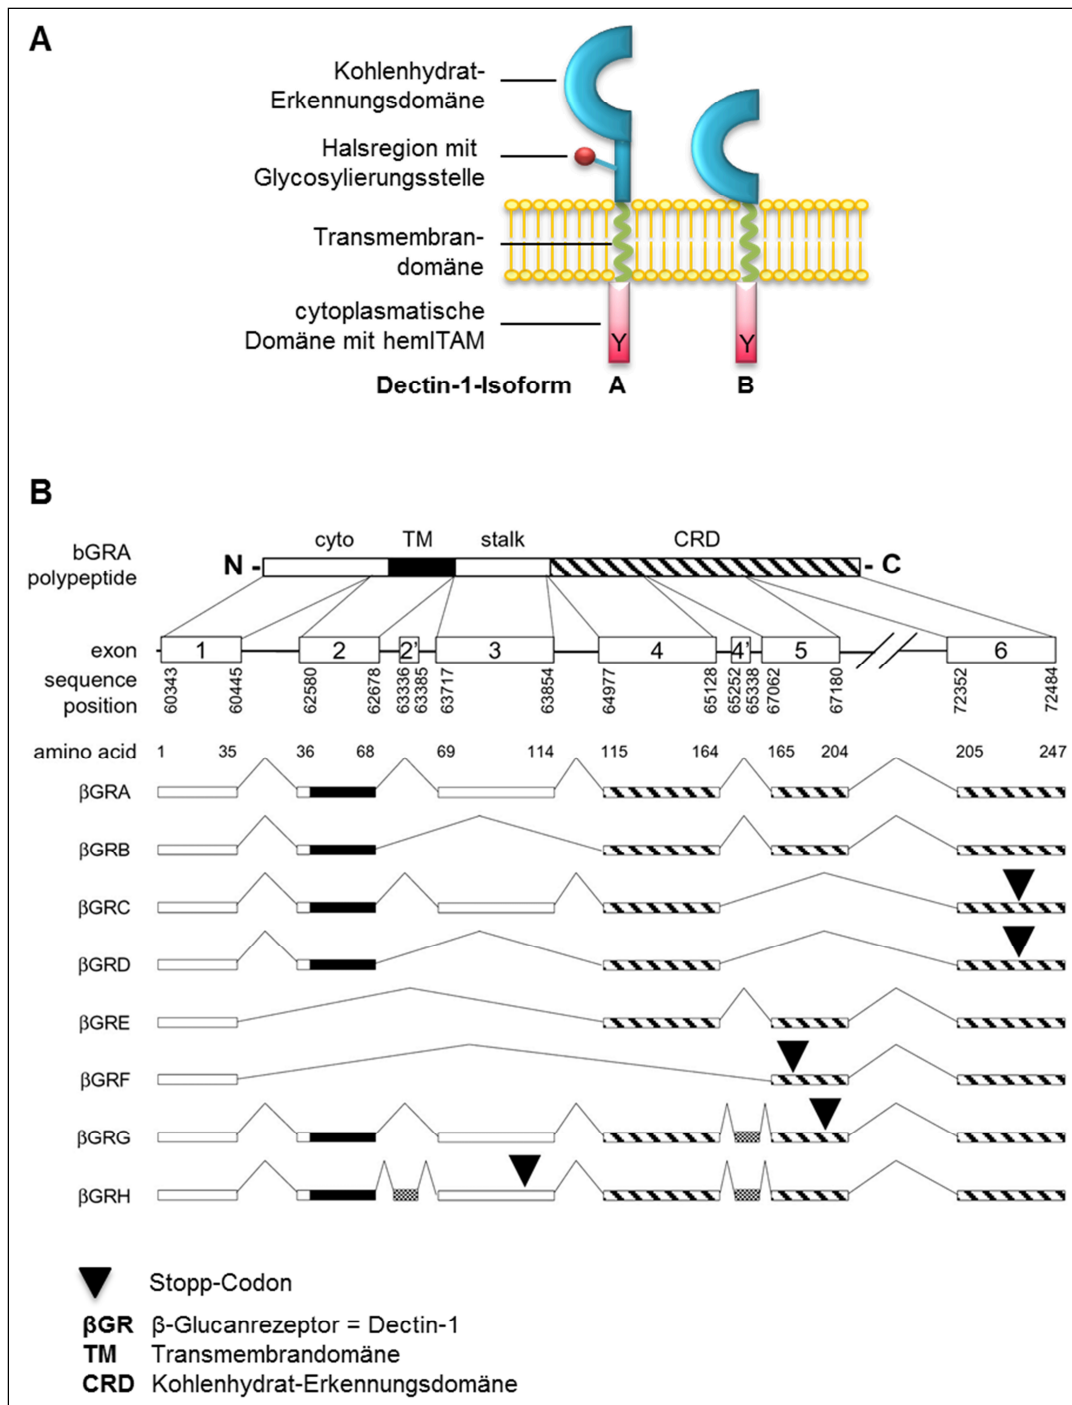 A
Kohlenhydrat-
Erkennungsdomäne
Halsregion mit
Glycosylierungsstelle
Transmembran-
domäne
cytoplasmatische
Domäne mit hemITAM
Y Y
Dectin-1-Isoform A B
B
bGRA
polypeptide
cyto TM stalk CRD
N - - C
exon 1 2 2' 3 4 4' 5 6
sequence
position
60343 60445 62580 62678 63336 63385 63717 63854 64977 65128 65252 65338 67062 67180 72352 72484
amino acid 1 35 36 68 69 114 115 164 165 204 205 247
βGRA
βGRB
βGRC
βGRD
βGRE
βGRF
βGRG
βGRH
Stopp-Codon
βGR β-Glucanrezeptor = Dectin-1
TM Transmembrandomäne
CRD Kohlenhydrat-Erkennungsdomäne